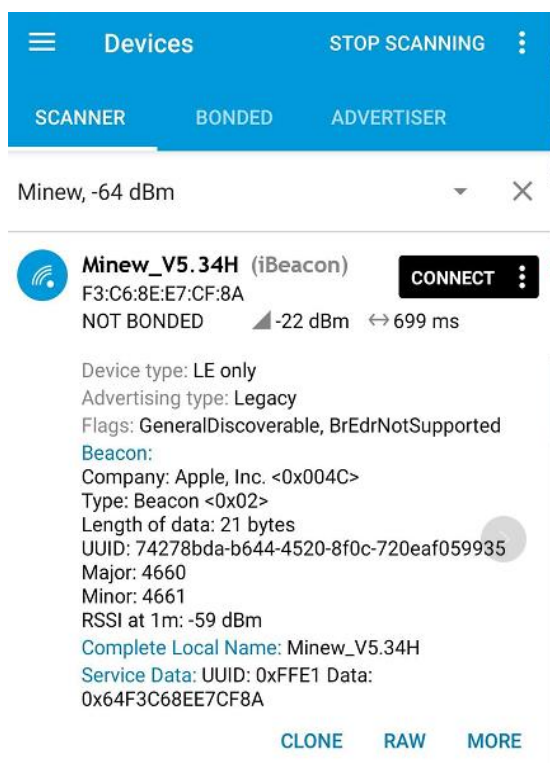 Devices STOP SCANNING
SCANNER BONDED ADVERTISER
Minew, -64 dBm
Minew_V5.34H (iBeacon)
CONNECT
F3:C6:8E:E7:CF:8A
NOT BONDED -22 dBm 699 ms
Device type: LE only
Advertising type: Legacy
Flags: GeneralDiscoverable, BrEdrNotSupported
Beacon:
Company: Apple, Inc. <0x004C>
Type: Beacon <0x02>
Length of data: 21 bytes
UUID: 74278bda-b644-4520-8f0c-720eaf059935
Major: 4660
Minor: 4661
RSSI at 1m: -59 dBm
Complete Local Name: Minew_V5.34H
Service Data: UUID: 0xFFE1 Data:
0x64F3C68EE7CF8A
CLONE RAW MORE